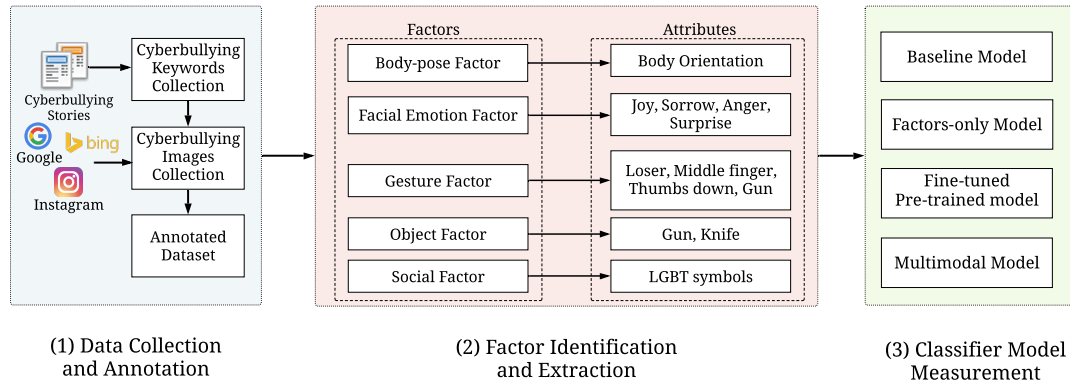 Cyberbullying
Keywords
Collection
Cyberbullying
Stories
Google
bing
Instagram
Cyberbullying
Images
Collection
Annotated
Dataset
(1) Data Collection
and Annotation
Factors
Attributes
Body-pose Factor
Body Orientation
Facial Emotion Factor
Joy, Sorrow, Anger,
Surprise
Gesture Factor
Loser, Middle finger,
Thumbs down, Gun
Object Factor
Gun, Knife
Social Factor
LGBT symbols
(2) Factor Identification
and Extraction
Baseline Model
Factors-only Model
Fine-tuned
Pre-trained model
Multimodal Model
(3) Classifier Model
Measurement